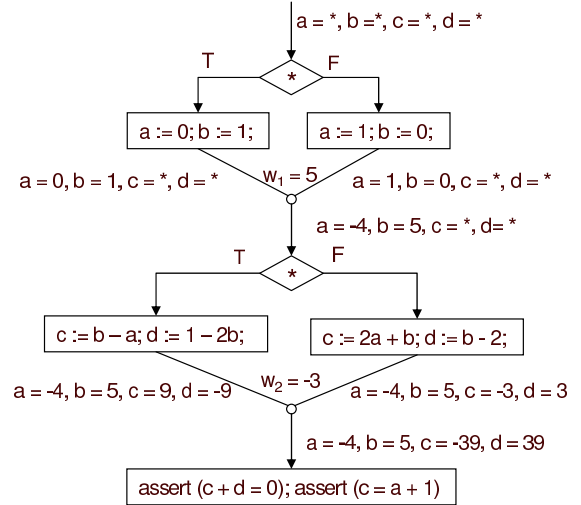 a = *, b =*, c = *, d = *
T
F
*
a := 0; b := 1;
a := 1; b := 0;
a = 0, b = 1, c = *, d = *
w1 = 5
a = 1, b = 0, c = *, d = *
a = -4, b = 5, c = *, d= *
T
F
*
c := b – a; d := 1 – 2b;
c := 2a + b; d := b - 2;
a = -4, b = 5, c = 9, d = -9
w2 = -3
a = -4, b = 5, c = -3, d = 3
a = -4, b = 5, c = -39, d = 39
assert (c + d = 0); assert (c = a + 1)